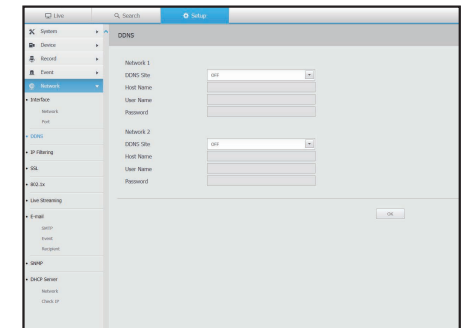 Live
Search
Setup
System
Device
Record
Event
Network
Interface
Network
Port
DDNS
IP Filtering
SSL
802.1x
Live Streaming
E-mail
SMTP
Event
Recipient
SNMP
DHCP Server
Network
Check IP
DDNS
Network 1
DDNS Site OFF
Host Name
User Name
Password
Network 2
DDNS Site OFF
Host Name
User Name
Password
OK